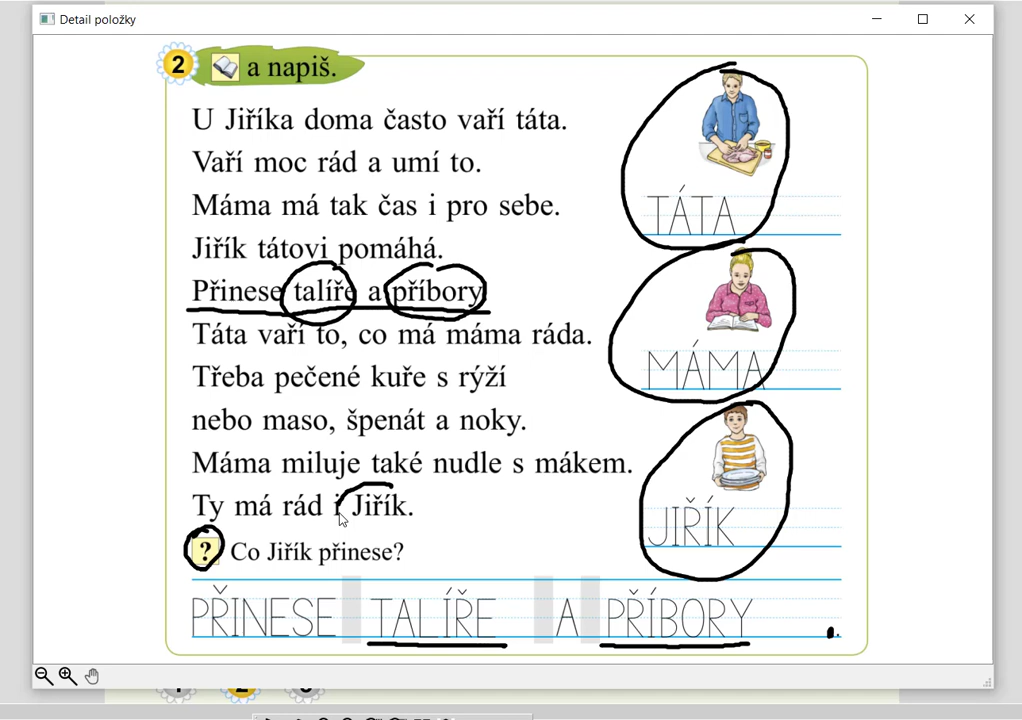 Detail položky
2 a napiš.
U Jiříka doma často vaří táta.
Vaří moc rád a umí to.
Máma má tak čas i pro sebe.
Jiřík tátovi pomáhá.
Přinese talíře a příbory.
Táta vaří to, co má máma ráda.
Třeba pečené kuře s rýží
nebo maso, špenát a noky.
Máma miluje také nudle s mákem.
Ty má rád i Jiřík.
TÁTA
MÁMA
JIŘÍK
? Co Jiřík přinese?
PŘINESE TALÍŘE A PŘÍBORY.